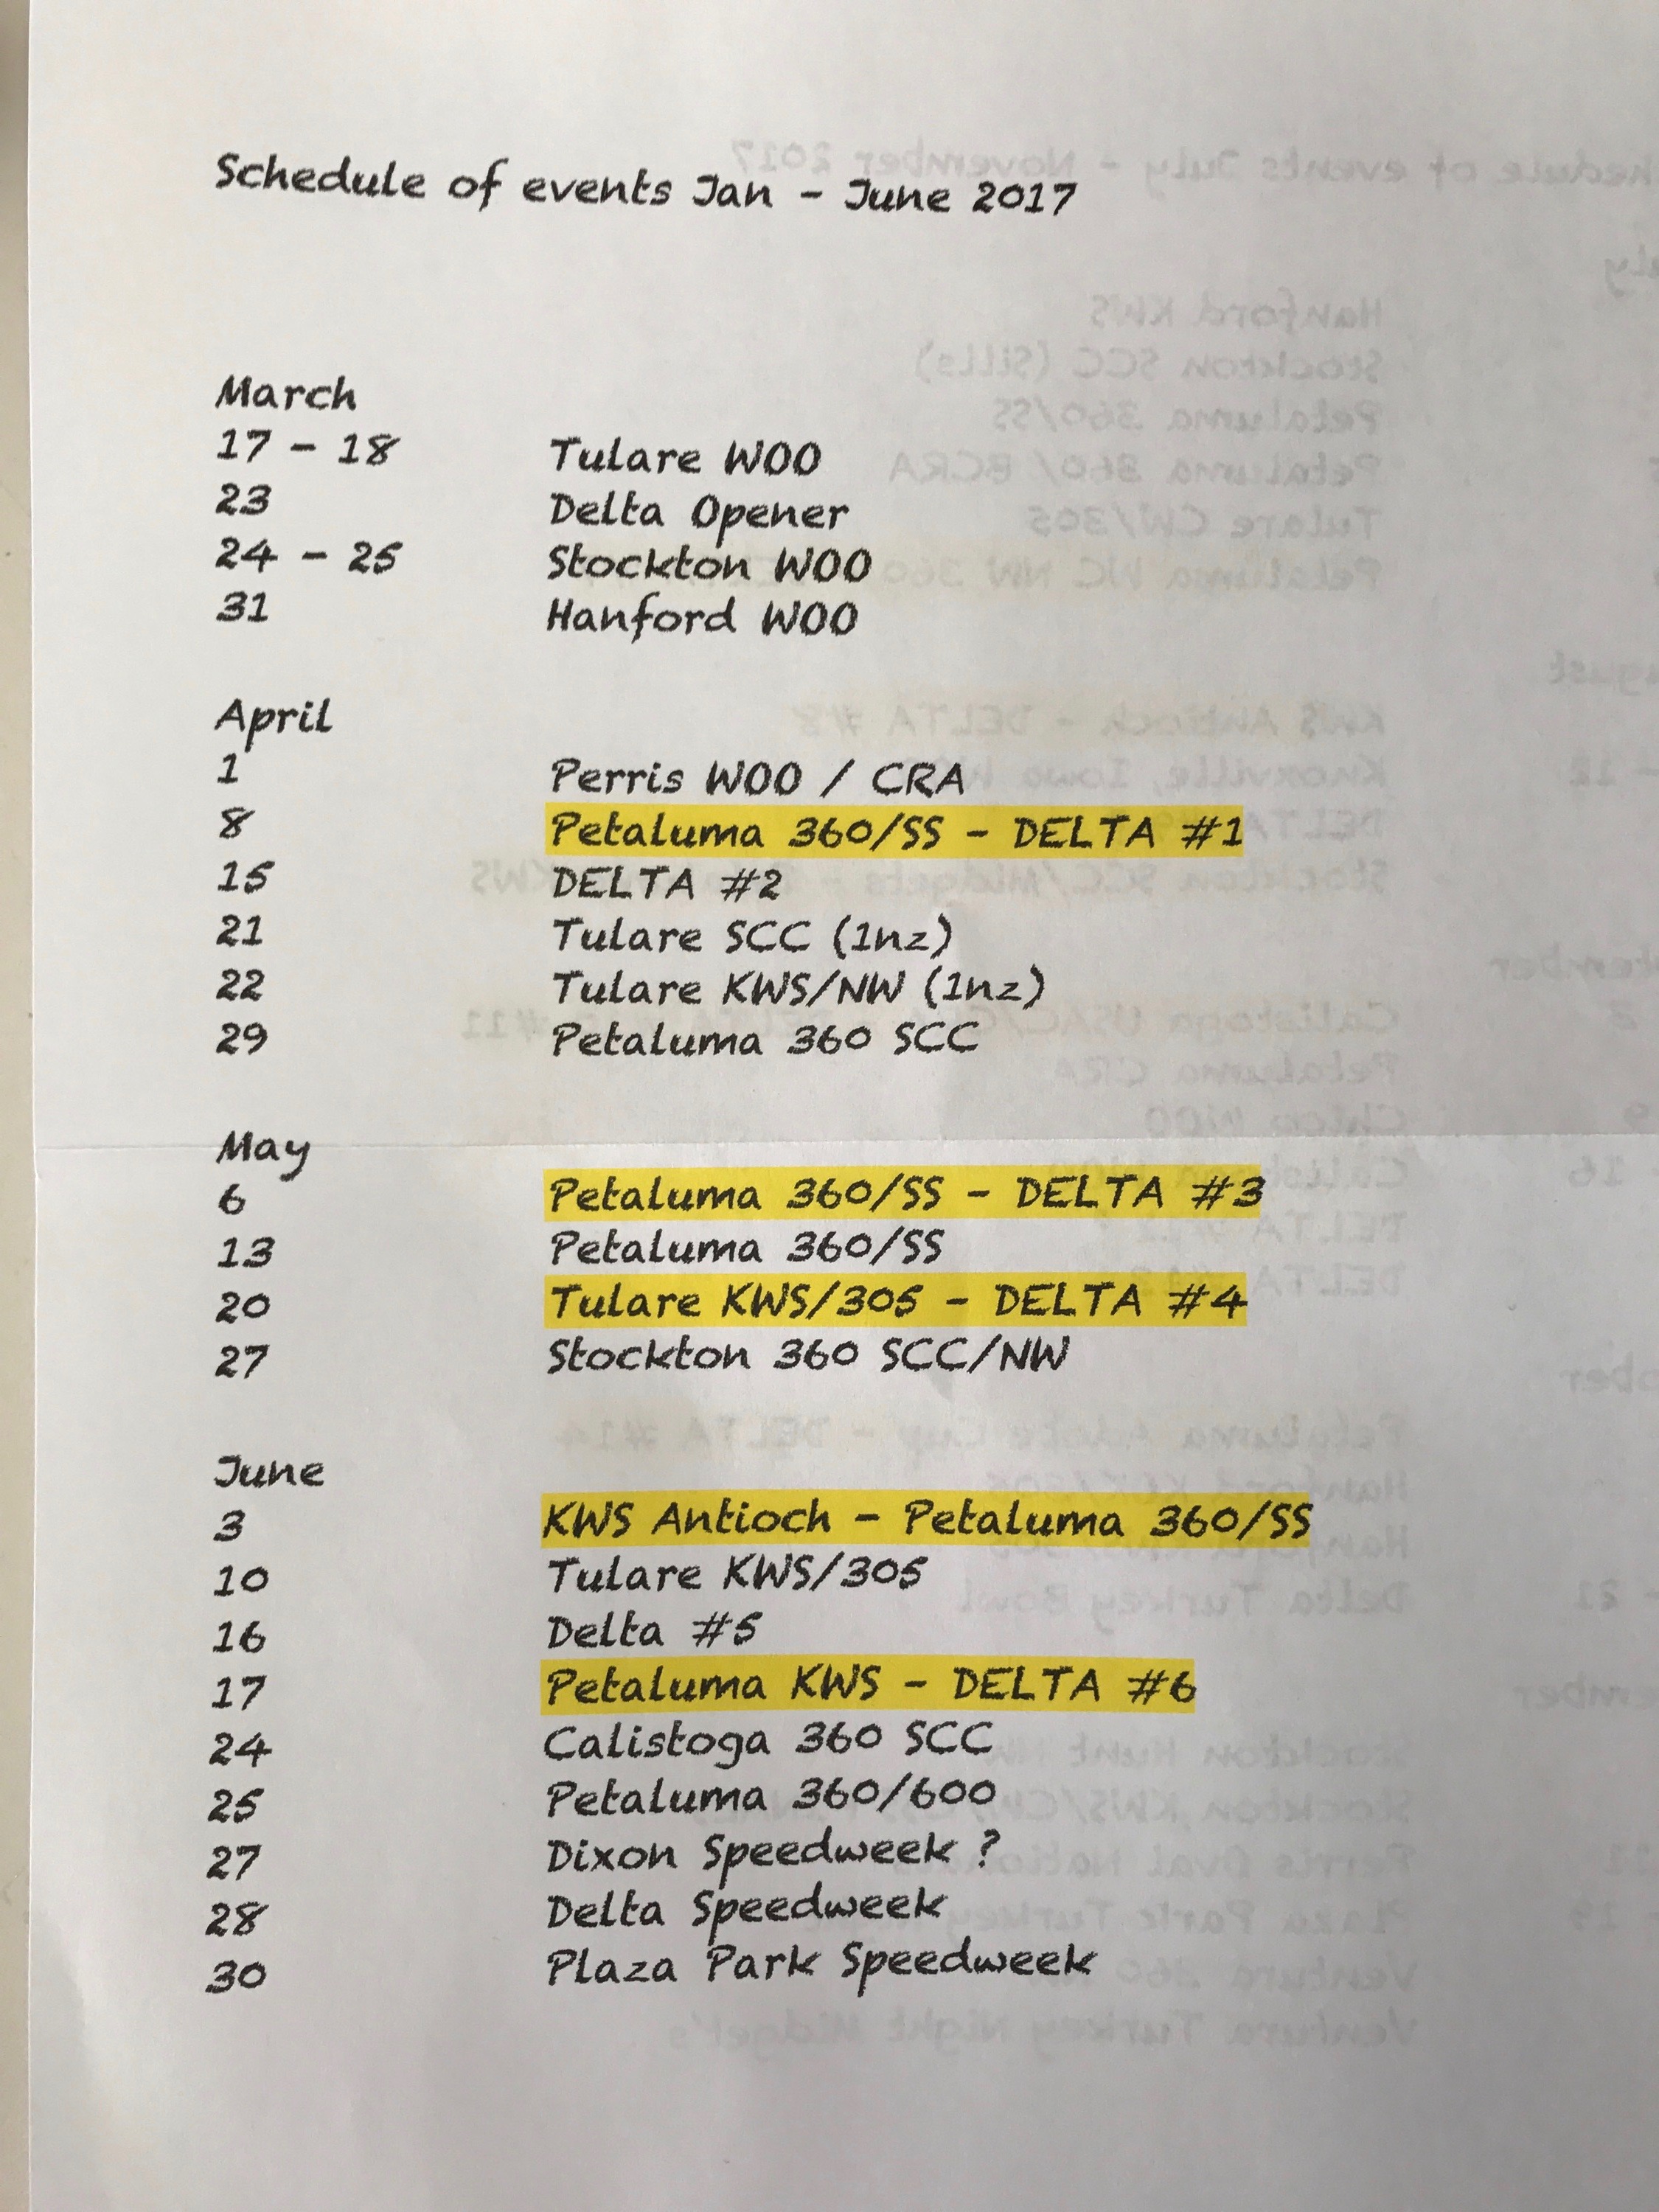 Schedule of events Jan - June 2017
March
17 - 18 Tulare WOO
23 Delta Opener
24 - 25 Stockton WOO
31 Hanford WOO
April
1 Perris WOO / CRA
8 Petaluma 360/SS - DELTA #1
15 DELTA #2
21 Tulare SCC (1nz)
22 Tulare KWS/NW (1nz)
29 Petaluma 360 SCC
May
6 Petaluma 360/SS - DELTA #3
13 Petaluma 360/SS
20 Tulare KWS/305 - DELTA #4
27 Stockton 360 SCC/NW
June
3 KWS Antioch - Petaluma 360/SS
10 Tulare KWS/305
16 Delta #5
17 Petaluma KWS - DELTA #6
24 Calistoga 360 SCC
25 Petaluma 360/600
27 Dixon Speedweek ?
28 Delta Speedweek
30 Plaza Park Speedweek